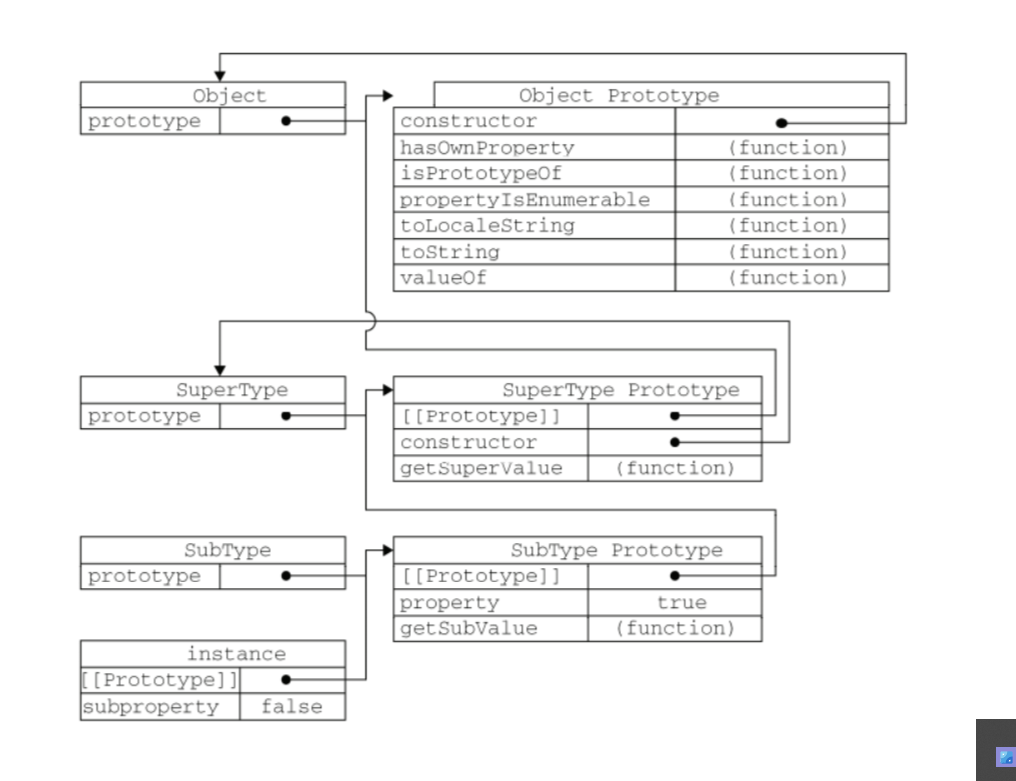 Object
prototype
Object Prototype
constructor
hasOwnProperty (function)
isPrototypeOf (function)
propertyIsEnumerable (function)
toLocaleString (function)
toString (function)
valueOf (function)
SuperType
prototype
SuperType Prototype
[[Prototype]]
constructor
getSuperValue (function)
SubType
prototype
SubType Prototype
[[Prototype]]
property true
getSubValue (function)
instance
[[Prototype]]
subproperty false